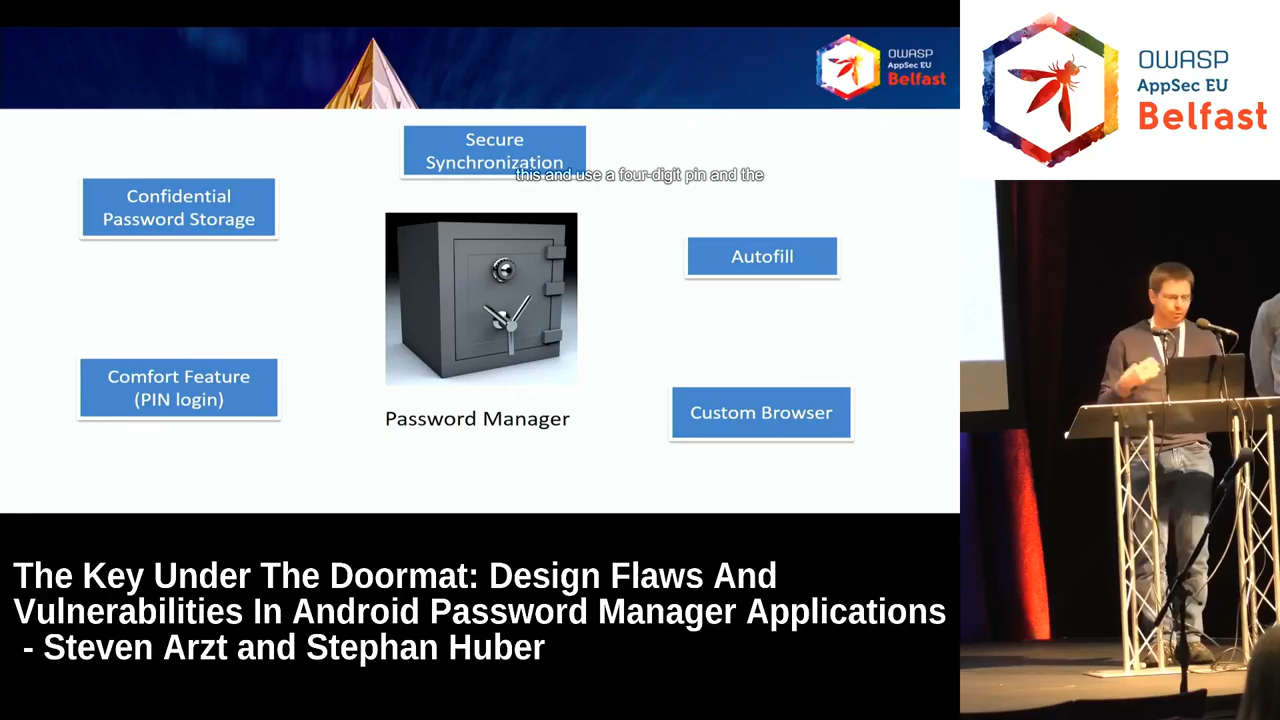 OWASP
AppSec EU
Belfast
OWASP
AppSec EU
Belfast
Secure
Synchronization
this and use a four-digit pin and the
Confidential
Password Storage
Autofill
Comfort Feature
(PIN login)
Custom Browser
Password Manager
The Key Under The Doormat: Design Flaws And
Vulnerabilities In Android Password Manager Applications
- Steven Arzt and Stephan Huber